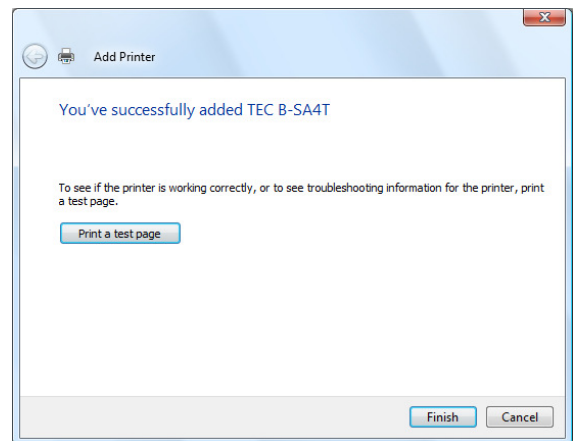 Add Printer
You've successfully added TEC B-SA4T
To see if the printer is working correctly, or to see troubleshooting information for the printer, print
a test page.
Print a test page
Finish
Cancel